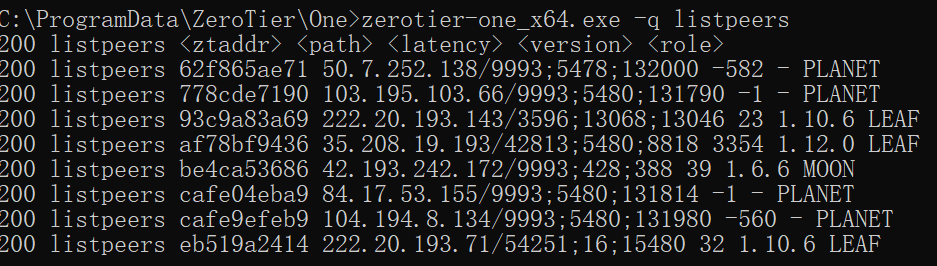 C:\ProgramData\ZeroTier\One>zerotier-one_x64.exe -q listpeers
200 listpeers <ztaddr> <path> <latency> <version> <role>
200 listpeers 62f865ae71 50.7.252.138/9993;5478;132000 -582 - PLANET
200 listpeers 778cde7190 103.195.103.66/9993;5480;131790 -1 - PLANET
200 listpeers 93c9a83a69 222.20.193.143/3596;13068;13046 23 1.10.6 LEAF
200 listpeers af78bf9436 35.208.19.193/42813;5480;8818 3354 1.12.0 LEAF
200 listpeers be4ca53686 42.193.242.172/9993;428;388 39 1.6.6 MOON
200 listpeers cafe04eba9 84.17.53.155/9993;5480;131814 -1 - PLANET
200 listpeers cafe9efeb9 104.194.8.134/9993;5480;131980 -560 - PLANET
200 listpeers eb519a2414 222.20.193.71/54251;16;15480 32 1.10.6 LEAF